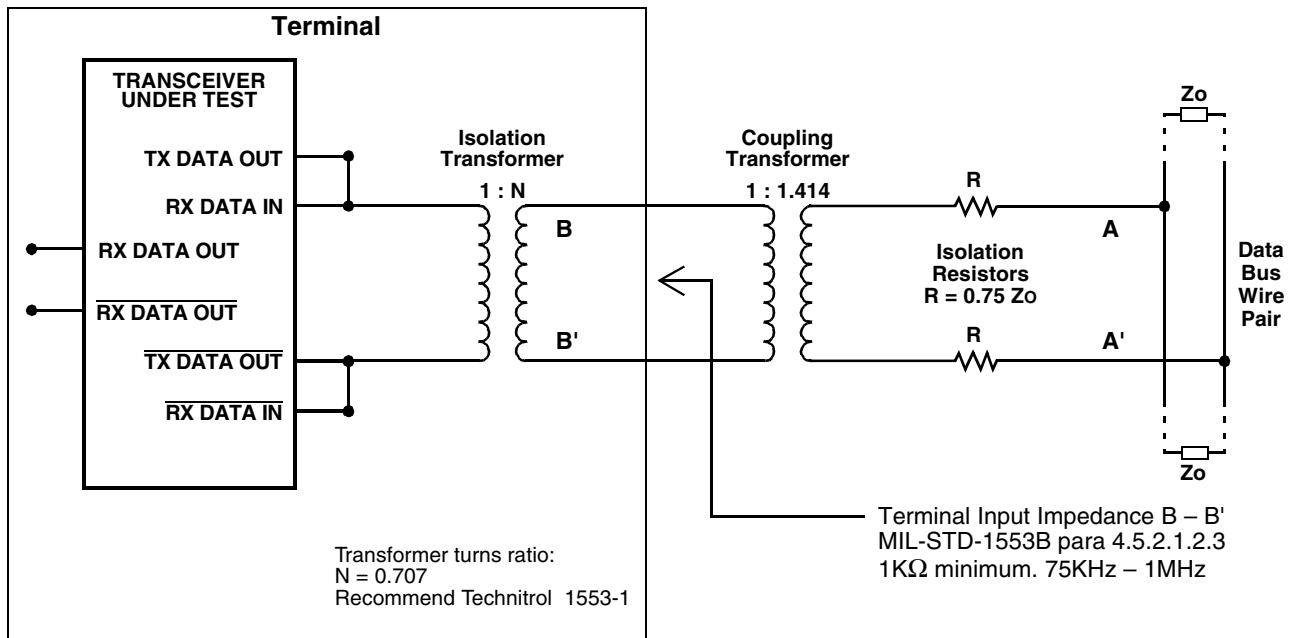 Terminal
TRANSCEIVER
UNDER TEST
TX DATA OUT
RX DATA IN
RX DATA OUT
RX DATA OUT
TX DATA OUT
RX DATA IN
Isolation
Transformer
1 : N
B
B'
Coupling
Transformer
1 : 1.414
R
Isolation
Resistors
R = 0.75 Zo
R
A
A'
Zo
Data
Bus
Wire
Pair
Zo
Terminal Input Impedance B – B'
MIL-STD-1553B para 4.5.2.1.2.3
1KΩ minimum. 75KHz – 1MHz
Transformer turns ratio:
N = 0.707
Recommend Technitrol 1553-1